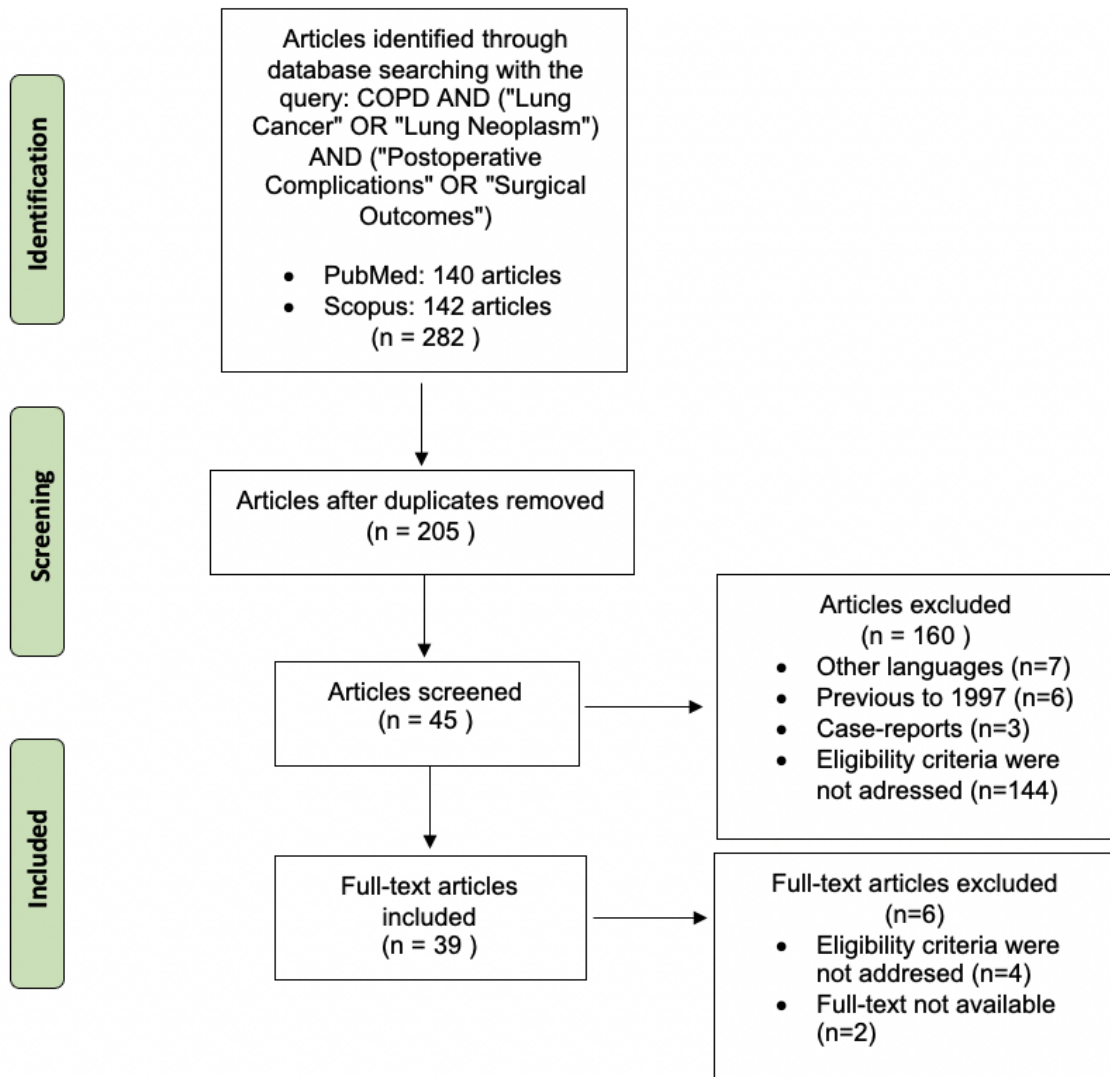 Identification
Articles identified through
database searching with the
query: COPD AND ("Lung
Cancer" OR "Lung Neoplasm")
AND ("Postoperative
Complications" OR "Surgical
Outcomes")
• PubMed: 140 articles
• Scopus: 142 articles
(n = 282 )
Screening
Articles after duplicates removed
(n = 205 )
Articles screened
(n = 45 )
Articles excluded
(n = 160 )
• Other languages (n=7)
• Previous to 1997 (n=6)
• Case-reports (n=3)
• Eligibility criteria were
not adressed (n=144)
Included
Full-text articles
included
(n = 39 )
Full-text articles excluded
(n=6)
• Eligibility criteria were
not addresed (n=4)
• Full-text not available
(n=2)